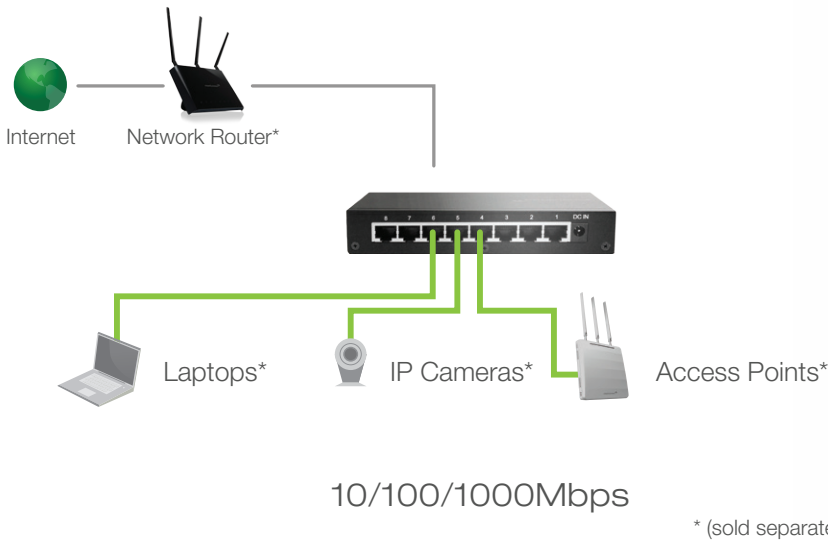 Internet
Network Router*
8 7 6 5 4 3 2 1 DC IN
Laptops*
IP Cameras*
Access Points*
10/100/1000Mbps
* (sold separate